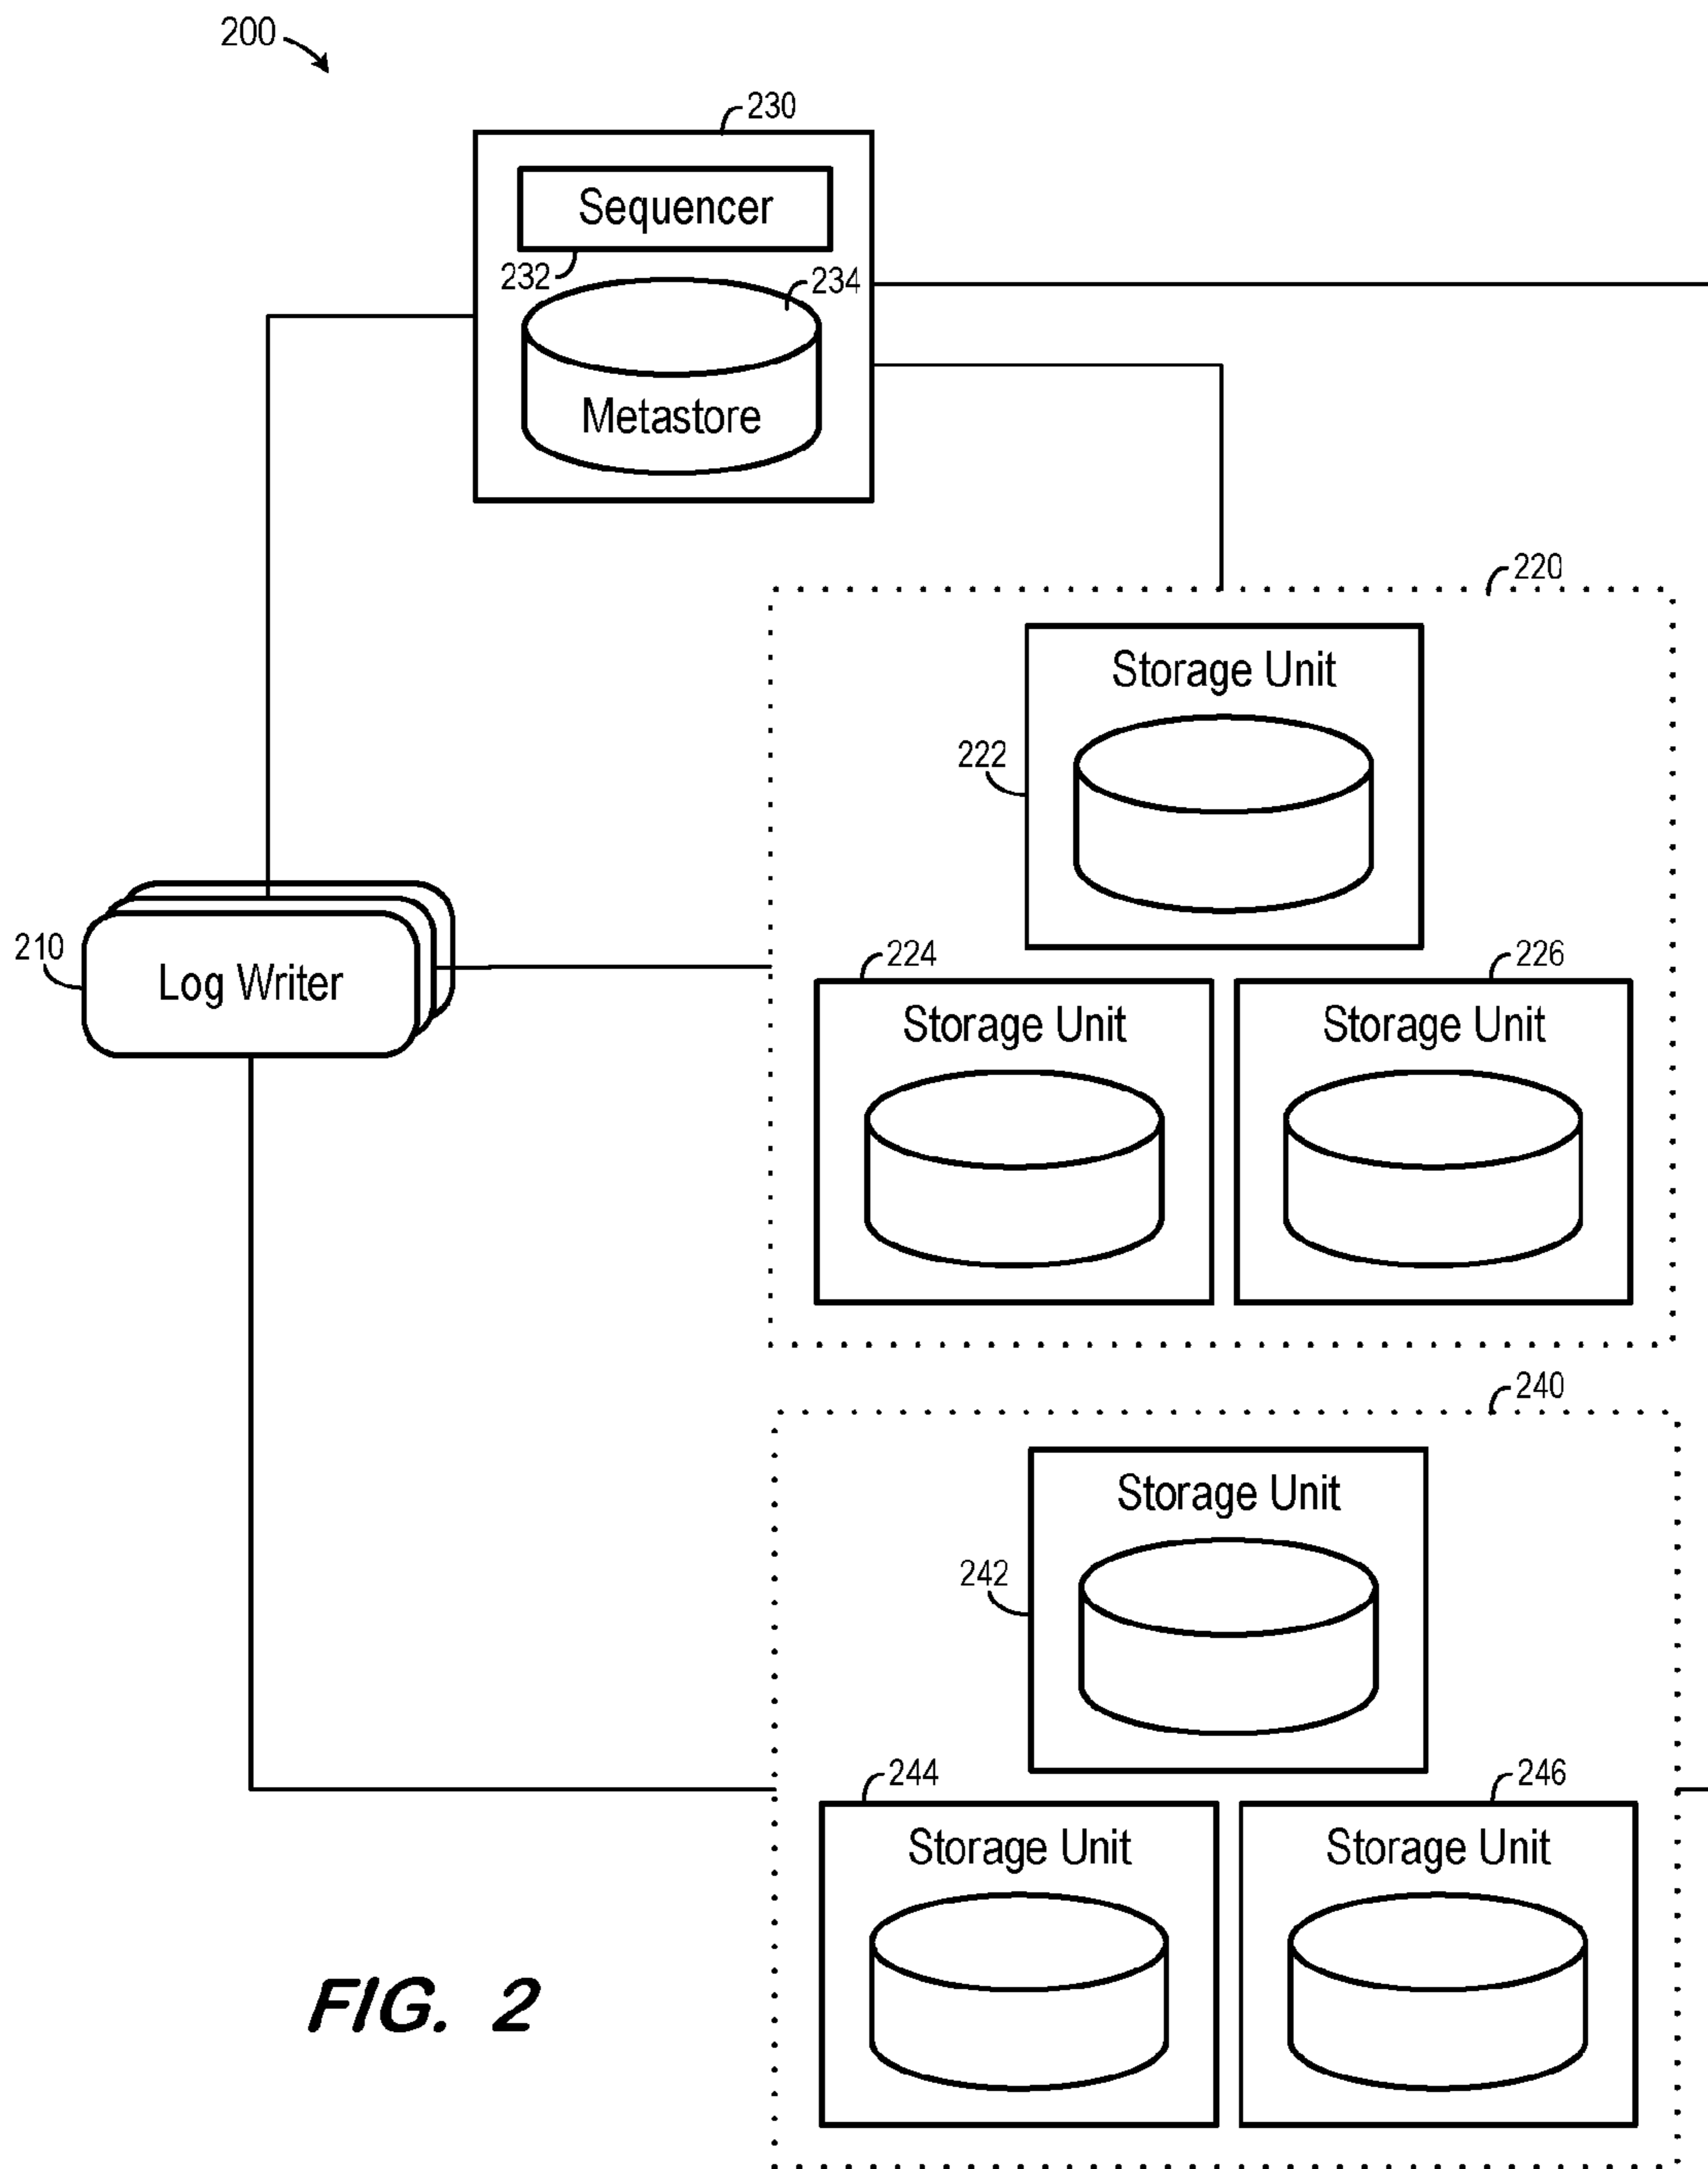 200
230
Sequencer
232
234
Metastore
220
Storage Unit
222
210
Log Writer
224
226
Storage Unit
Storage Unit
240
Storage Unit
242
244
246
Storage Unit
Storage Unit
FIG. 2